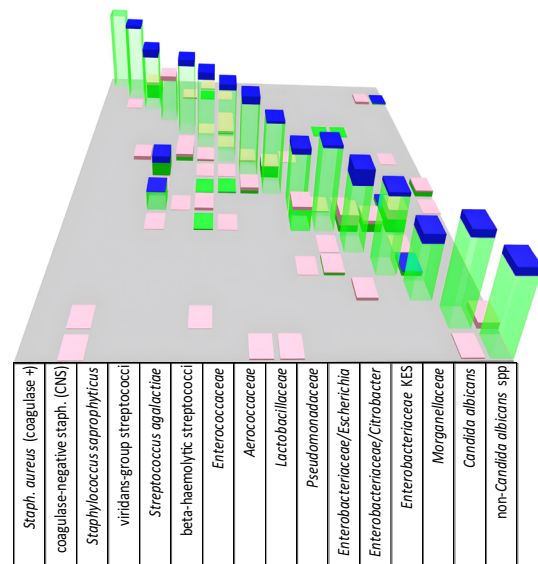 Staph. aureus (coagulase +)
coagulase-negative staph. (CNS)
Staphylococcus saprophyticus
viridans-group streptococci
Streptococcus agalactiae
beta-haemolytic streptococci
Enterococcaceae
Aerococcaceae
Lactobacillaceae
Pseudomonadaceae
Enterobacteriaceae/Escherichia
Enterobacteriaceae/Citrobacter
Enterobacteriaceae KES
Morganellaceae
Candida albicans
non-Candida albicans spp